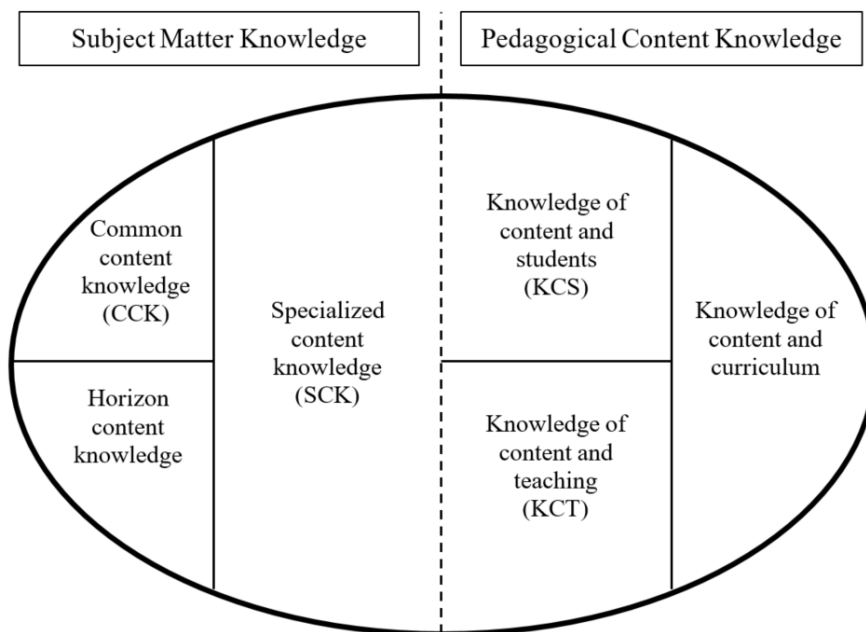 Subject Matter Knowledge
Pedagogical Content Knowledge
Common
content
knowledge
(CCK)
Horizon
content
knowledge
Specialized
content
knowledge
(SCK)
Knowledge of
content and
students
(KCS)
Knowledge of
content and
teaching
(KCT)
Knowledge of
content and
curriculum